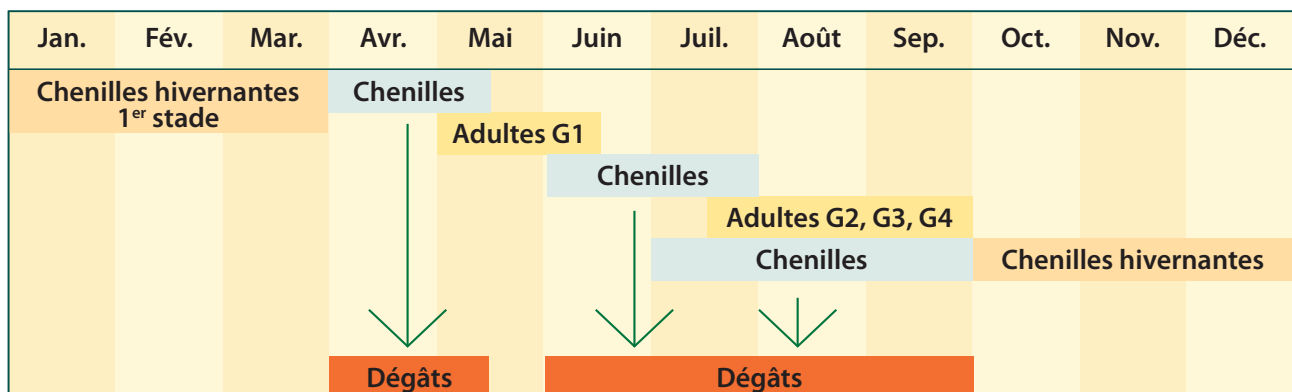 Jan. Fév. Mar. Avr. Mai Juin Juil. Août Sep. Oct. Nov. Déc.
Chenilles hivernantes
1er stade
Chenilles
Adultes G1
Chenilles
Adultes G2, G3, G4
Chenilles
Chenilles hivernantes
Dégâts
Dégâts